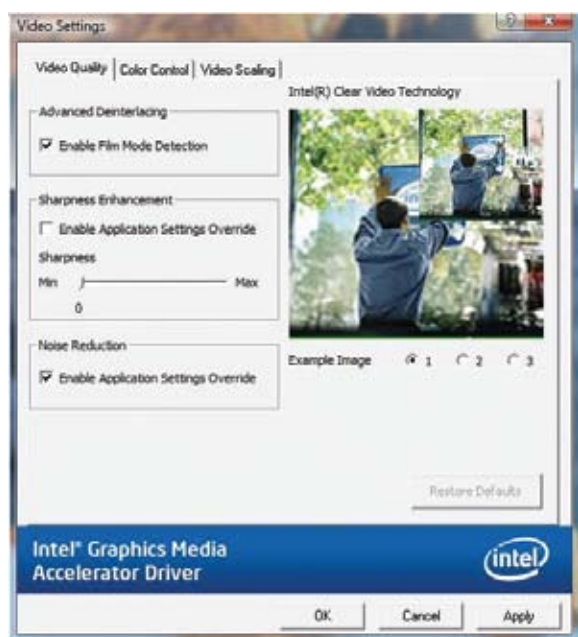 Video Settings
Video Quality
Color Control
Video Scaling
Intel(R) Clear Video Technology
Advanced Deinterlacing
Enable Film Mode Detection
Sharpness Enhancement
Enable Application Settings Override
Sharpness
Min
Max
0
Noise Reduction
Enable Application Settings Override
Example Image
1
2
3
Restore Defaults
Intel® Graphics Media
Accelerator Driver
intel
OK
Cancel
Apply